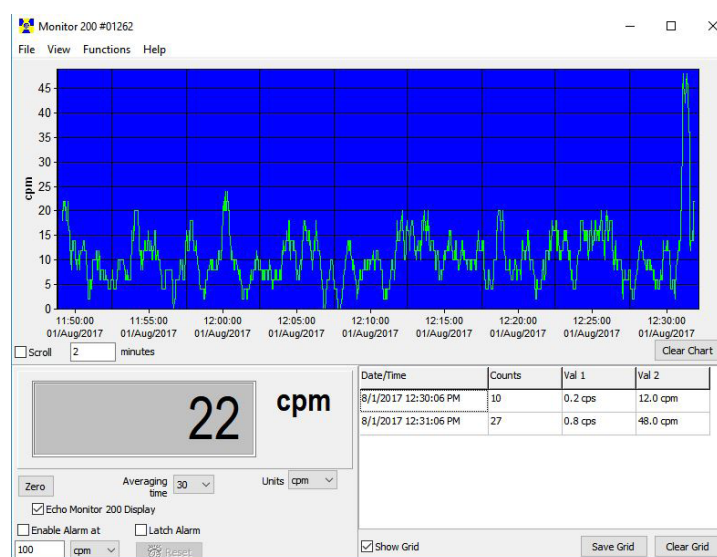 Monitor 200 #01262
File View Functions Help
45
40
35
30
25
20
15
10
5
0
cpm
11:50:00 11:55:00 12:00:00 12:05:00 12:10:00 12:15:00 12:20:00 12:25:00 12:30:00
01/Aug/2017 01/Aug/2017 01/Aug/2017 01/Aug/2017 01/Aug/2017 01/Aug/2017 01/Aug/2017 01/Aug/2017 01/Aug/2017
Scroll 2 minutes Clear Chart
22 cpm
Date/Time Counts Val 1 Val 2
8/1/2017 12:30:06 PM 10 0.2 cps 12.0 cpm
8/1/2017 12:31:06 PM 27 0.8 cps 48.0 cpm
Zero Averaging time 30 Units cpm
Echo Monitor 200 Display
Enable Alarm at Latch Alarm
100 cpm Reset
Show Grid Save Grid Clear Grid